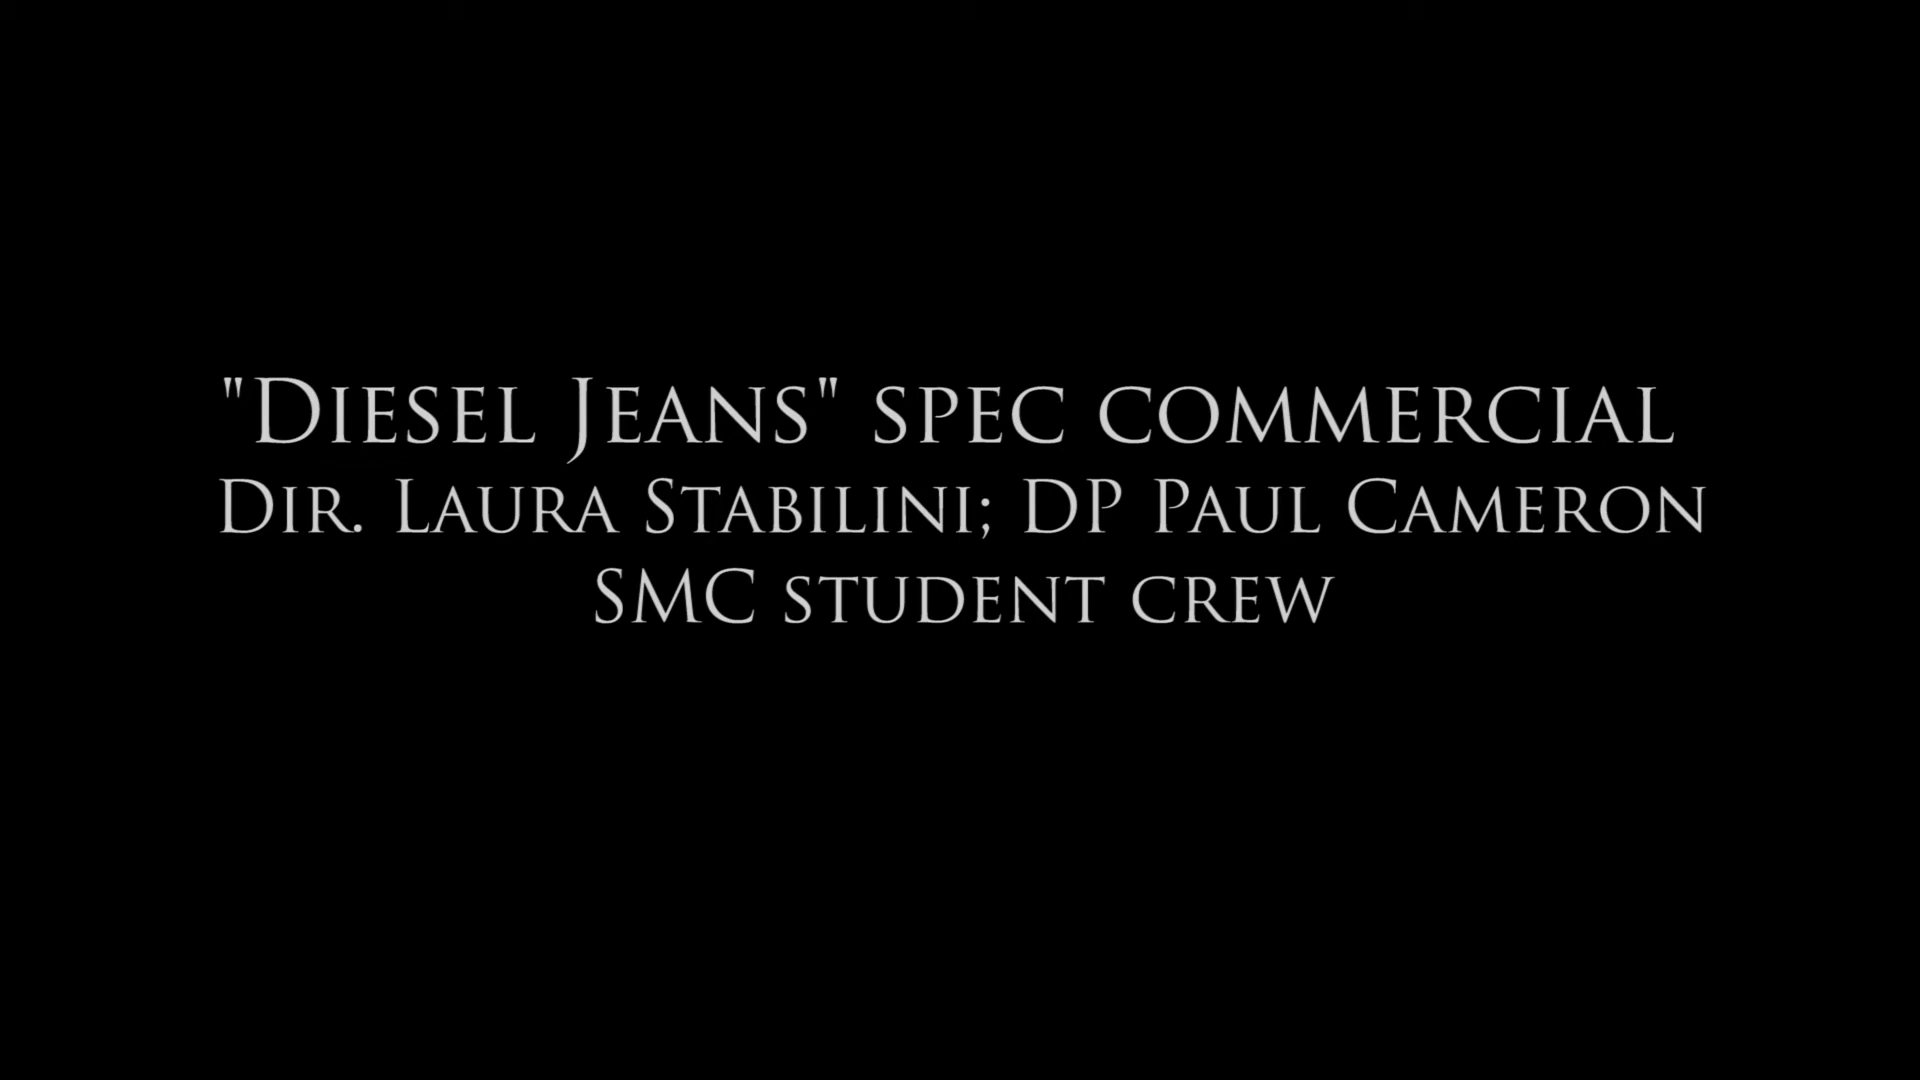 "Diesel Jeans" spec commercial
Dir. Laura Stabilini; DP Paul Cameron
SMC student crew